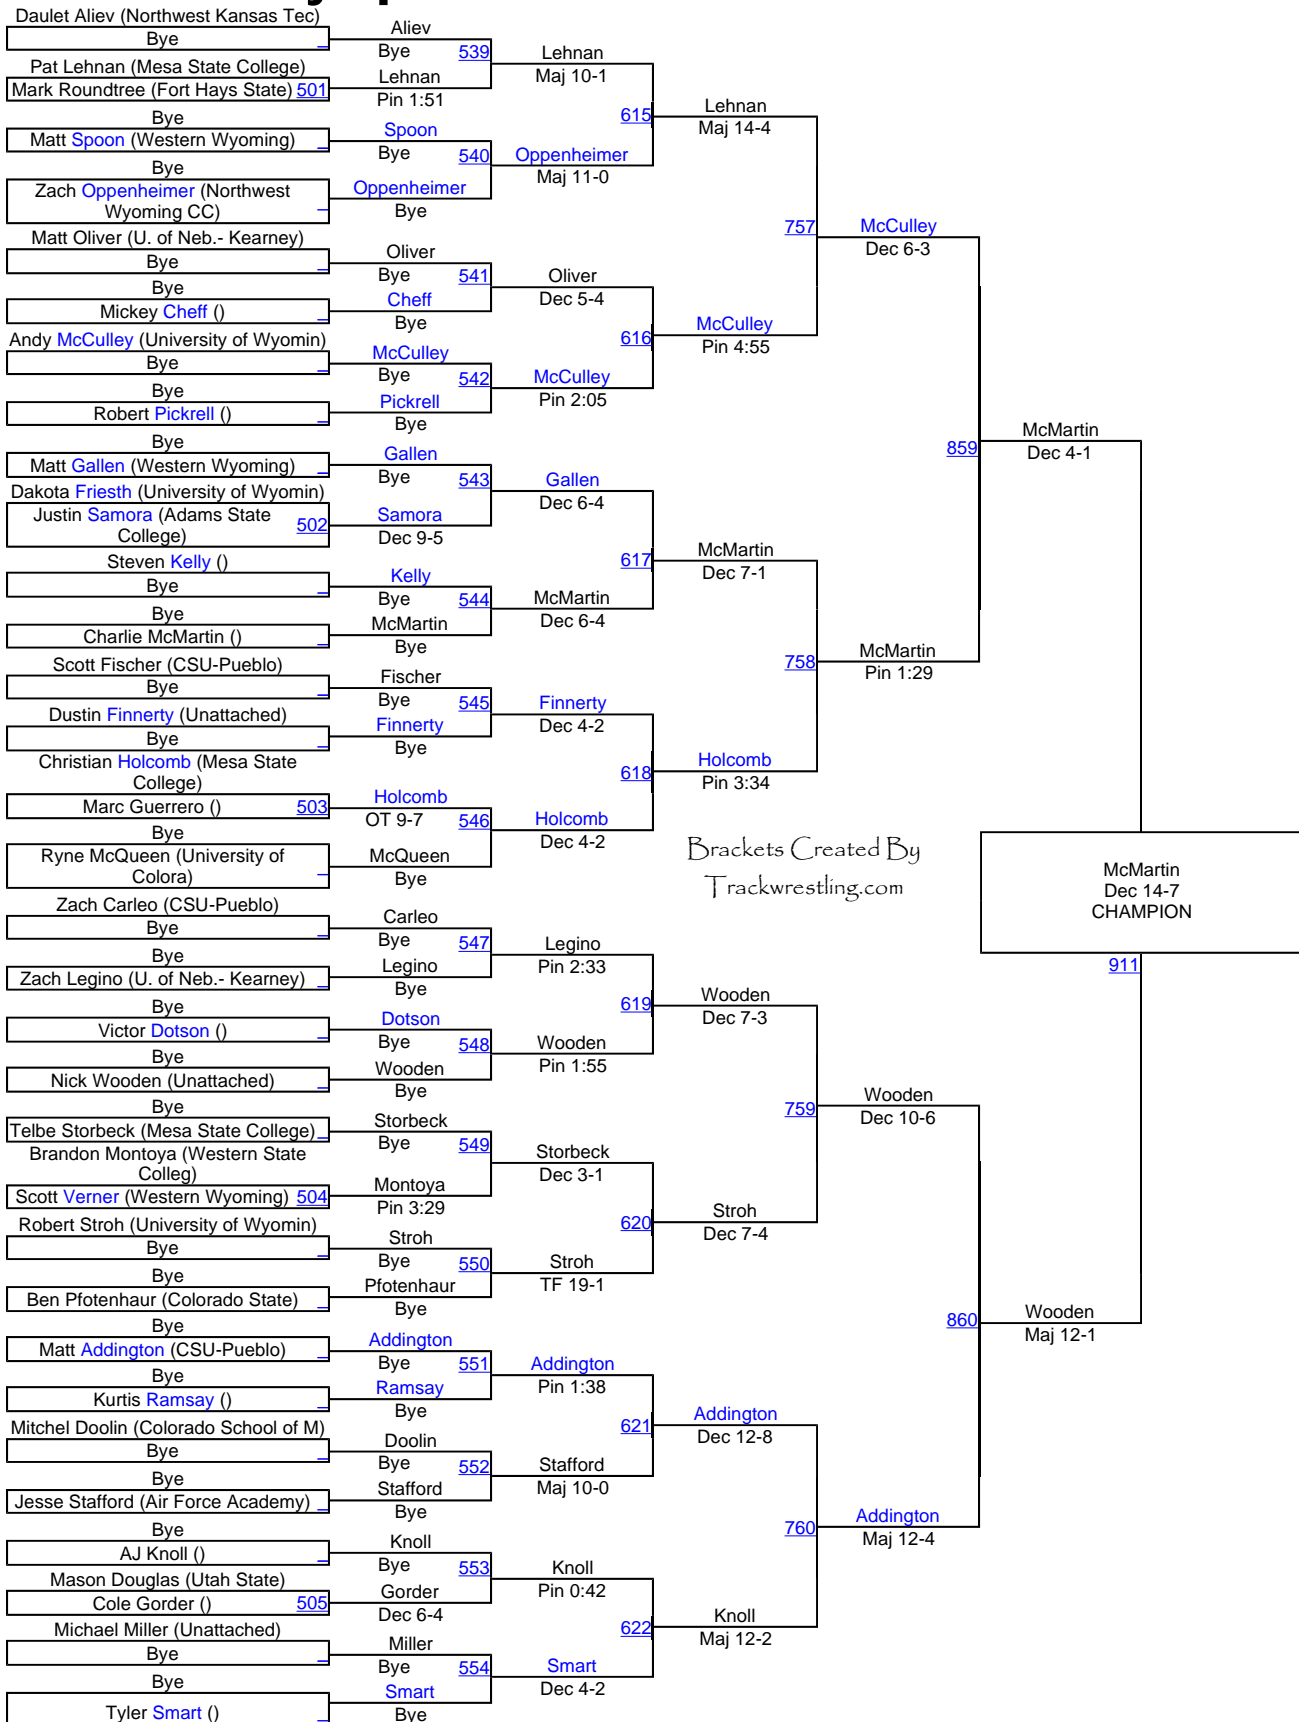 Daulet Aliev (Northwest Kansas Tec)
Bye
Pat Lehnan (Mesa State College)
Mark Roundtree (Fort Hays State) 501
Bye
Matt Spoon (Western Wyoming)
Bye
Zach Oppenheimer (Northwest
Wyoming CC)
Matt Oliver (U. of Neb.- Kearney)
Bye
Bye
Mickey Cheff ()
Andy McCulley (University of Wyomin)
Bye
Bye
Robert Pickrell ()
Bye
Matt Gallen (Western Wyoming)
Dakota Friesth (University of Wyomin)
Justin Samora (Adams State
College) 502
Steven Kelly ()
Bye
Bye
Charlie McMartin ()
Scott Fischer (CSU-Pueblo)
Bye
Dustin Finnerty (Unattached)
Bye
Christian Holcomb (Mesa State
College)
Marc Guerrero () 503
Bye
Ryne McQueen (University of
Colora)
Zach Carleo (CSU-Pueblo)
Bye
Bye
Zach Legino (U. of Neb.- Kearney)
Bye
Victor Dotson ()
Bye
Nick Wooden (Unattached)
Bye
Telbe Storbeck (Mesa State College)
Brandon Montoya (Western State
Colleg)
Scott Verner (Western Wyoming) 504
Robert Stroh (University of Wyomin)
Bye
Bye
Ben Pfotenhaur (Colorado State)
Bye
Matt Addington (CSU-Pueblo)
Bye
Kurtis Ramsay ()
Mitchel Doolin (Colorado School of M)
Bye
Bye
Jesse Stafford (Air Force Academy)
Bye
AJ Knoll ()
Mason Douglas (Utah State)
Cole Gorder () 505
Michael Miller (Unattached)
Bye
Bye
Tyler Smart ()
Aliev
Bye 539
Lehnan
Pin 1:51
Spoon
Bye 540
Oppenheimer
Bye
Oliver
Bye 541
Cheff
Bye
McCulley
Bye 542
Pickrell
Bye
Gallen
Bye 543
Samora
Dec 9-5
Kelly
Bye 544
McMartin
Bye
Fischer
Bye 545
Finnerty
Bye
Holcomb
OT 9-7 546
McQueen
Bye
Carleo
Bye 547
Legino
Bye
Dotson
Bye 548
Wooden
Bye
Storbeck
Bye 549
Montoya
Pin 3:29
Stroh
Bye 550
Pfotenhaur
Bye
Addington
Bye 551
Ramsay
Bye
Doolin
Bye 552
Stafford
Bye
Knoll
Bye 553
Gorder
Dec 6-4
Miller
Bye 554
Smart
Bye
Lehnan
Maj 10-1
615
Oppenheimer
Maj 11-0
Oliver
Dec 5-4
616
McCulley
Pin 2:05
Gallen
Dec 6-4
617
McMartin
Dec 6-4
Finnerty
Dec 4-2
618
Holcomb
Dec 4-2
Legino
Pin 2:33
619
Wooden
Pin 1:55
Storbeck
Dec 3-1
620
Stroh
TF 19-1
Addington
Pin 1:38
621
Stafford
Maj 10-0
Knoll
Pin 0:42
622
Smart
Dec 4-2
Lehnan
Maj 14-4
757
McCulley
Pin 4:55
McMartin
Dec 7-1
758
Holcomb
Pin 3:34
Brackets Created By
Trackwrestling.com
Wooden
Dec 7-3
759
Stroh
Dec 7-4
Addington
Dec 12-8
760
Knoll
Maj 12-2
McCulley
Dec 6-3
859
McMartin
Pin 1:29
Wooden
Dec 10-6
860
Addington
Maj 12-4
McMartin
Dec 4-1
McMartin
Dec 14-7
CHAMPION
911
Wooden
Maj 12-1